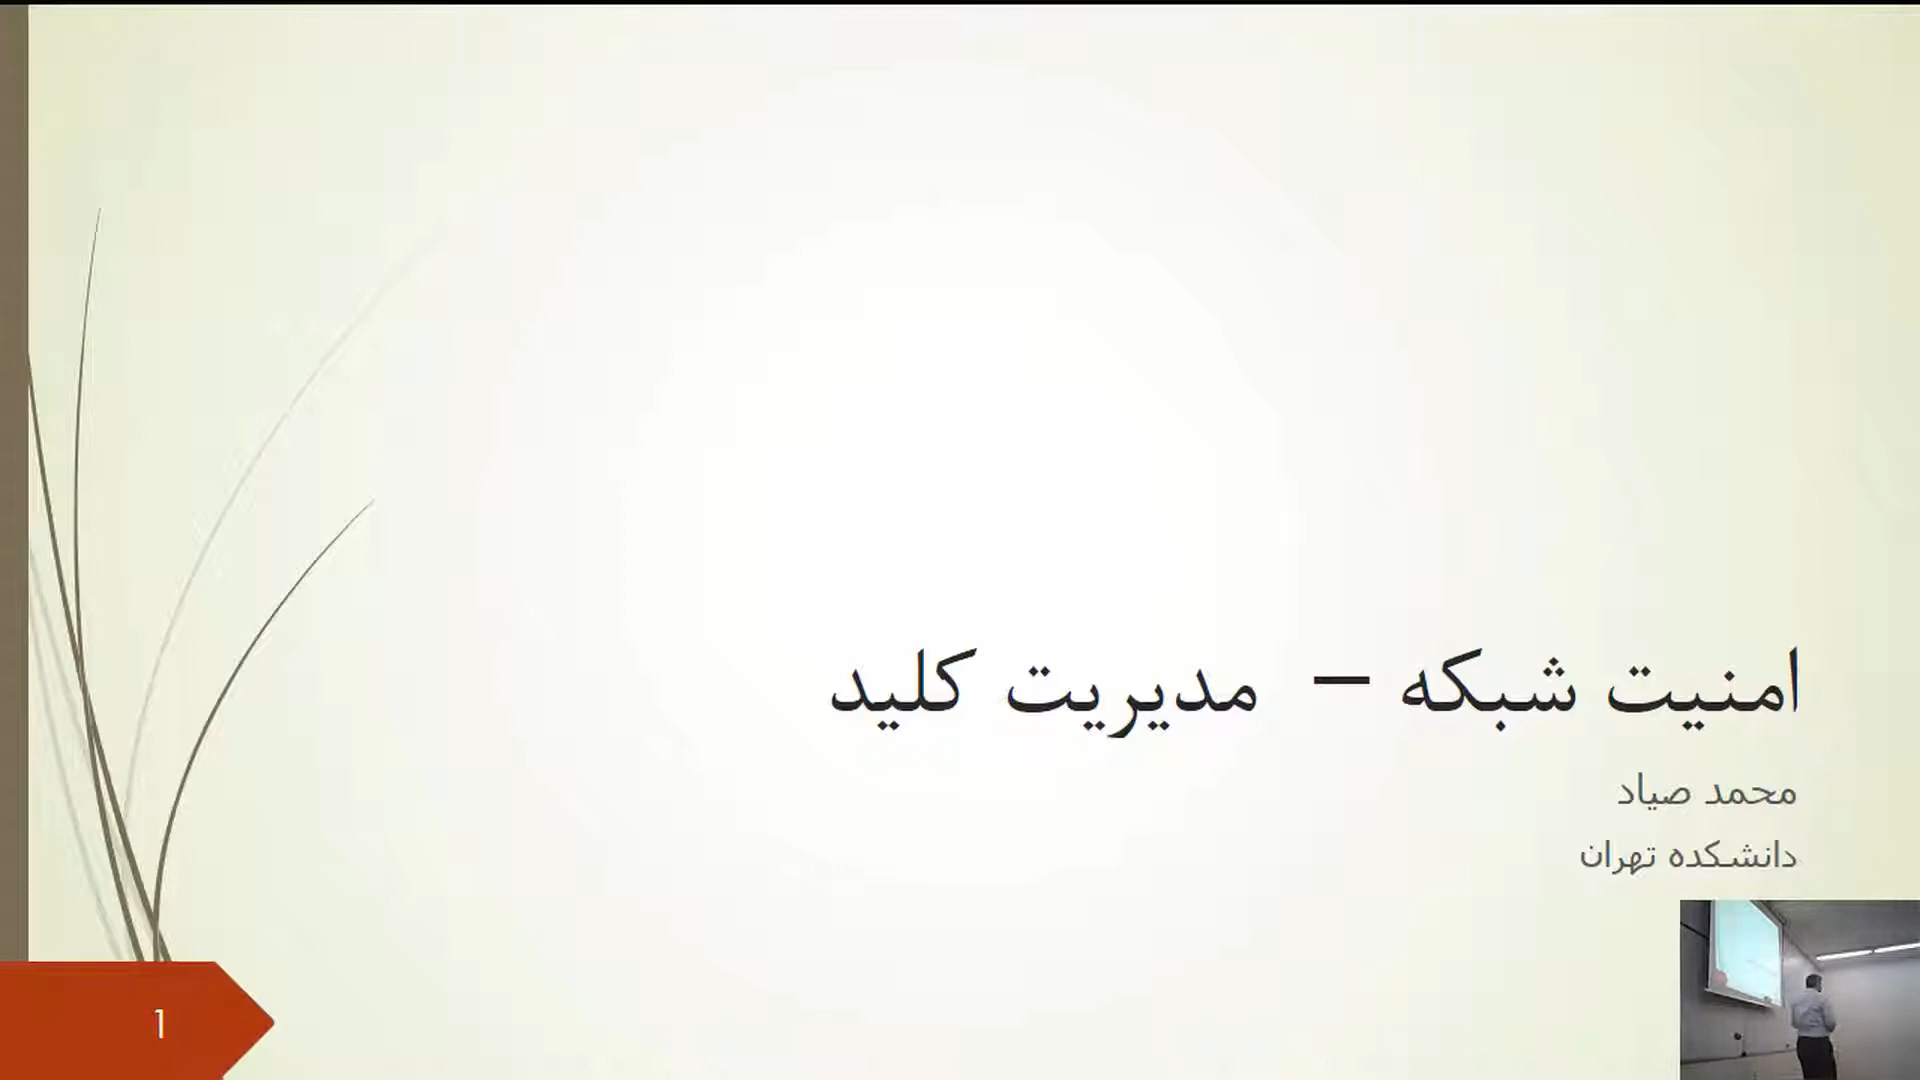 امنیت شبکه – مدیریت کلید
محمد صیاد
دانشکده تهران
1